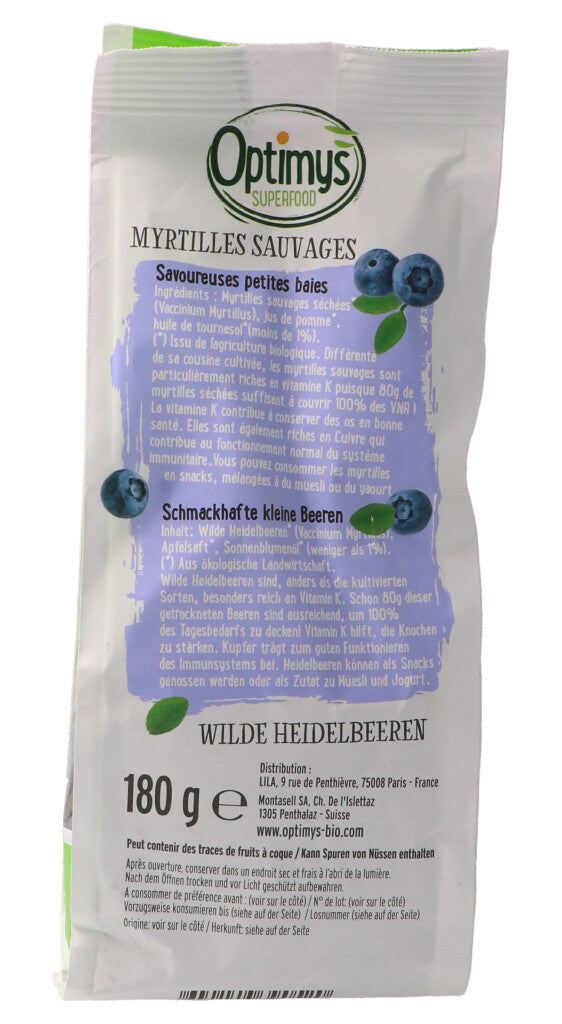 Optimys
SUPERFOOD
MYRTILLES SAUVAGES
Savoureuses petites baies
Ingrédients : Myrtilles sauvages séchées*
(Vaccinium Myrtillus), jus de pomme*,
huile de tournesol*(moins de 1%).
(*) Issu de l'agriculture biologique. Différente
de sa cousine cultivée, les myrtilles sauvages sont
particulièrement riches en vitamine K puisque 80g de
myrtilles séchées suffisent à couvrir 100% des VNR !
La vitamine K contribue à conserver des os en bonne
santé. Elles sont également riches en Cuivre qui
contribue au fonctionnement normal du système
immunitaire. Vous pouvez consommer les myrtilles
en snacks, mélangées à du muesli ou du yaourt
Schmackhafte kleine Beeren
Inhalt: Wilde Heidelbeeren* (Vaccinium Myrtillus),
Apfelsaft*, Sonnenblumenöl* (weniger als 1%).
(*) Aus ökologische Landwirtschaft.
Wilde Heidelbeeren sind, anders als die kultivierten
Sorten, besonders reich an Vitamin K. Schon 80g dieser
getrockneten Beeren sind ausreichend, um 100%
des Tagesbedarfs zu decken! Vitamin K hilft, die Knochen
zu stärken. Kupfer trägt zum guten Funktionieren
des Immunsystems bei. Heidelbeeren können als Snacks
genossen werden oder als Zutat zu Müesli und Jogurt.
WILDE HEIDELBEEREN
180 g e
Distribution :
LILA, 9 rue de Penthièvre, 75008 Paris - France
Montasell SA, Ch. De l'Islettaz
1305 Penthalaz - Suisse
www.optimys-bio.com
Peut contenir des traces de fruits à coque / Kann Spuren von Nüssen enthalten
Après ouverture, conserver dans un endroit sec et frais à l'abri de la lumière.
Nach dem Öffnen trocken und vor Licht geschützt aufbewahren.
A consommer de préférence avant : (voir sur le côté) / N° de lot: (voir sur le côté)
Vorzugsweise konsumieren bis (siehe auf der Seite) / Losnummer (siehe auf der Seite)
Origine: voir sur le côté / Herkunft: siehe auf der Seite